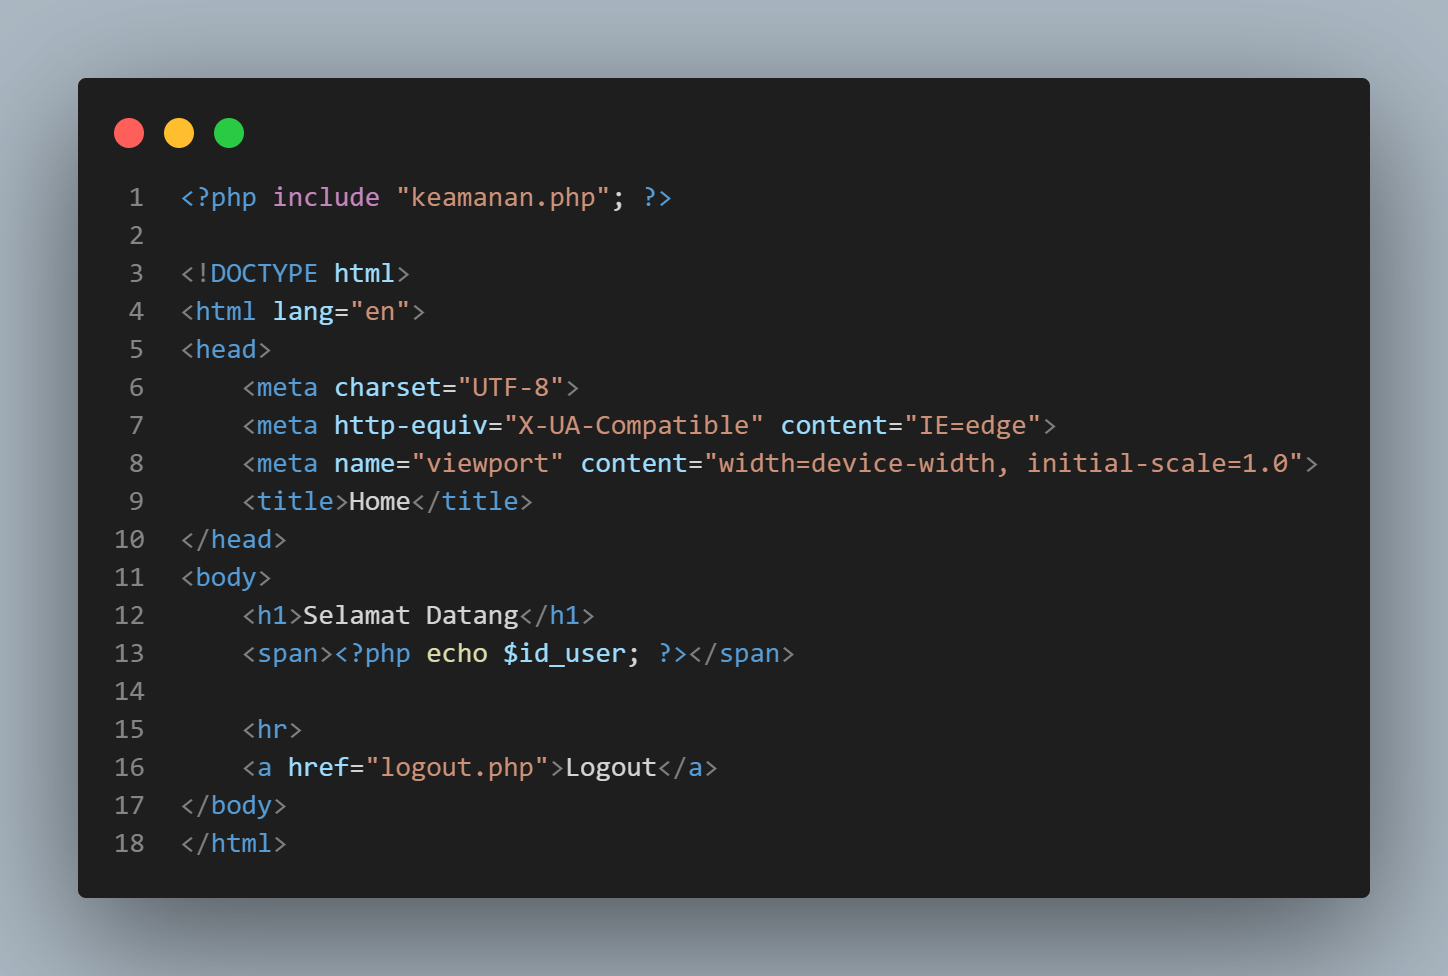 1 <?php include "keamanan.php"; ?>
2
3 <!DOCTYPE html>
4 <html lang="en">
5 <head>
6     <meta charset="UTF-8">
7     <meta http-equiv="X-UA-Compatible" content="IE=edge">
8     <meta name="viewport" content="width=device-width, initial-scale=1.0">
9     <title>Home</title>
10 </head>
11 <body>
12     <h1>Selamat Datang</h1>
13     <span><?php echo $id_user; ?></span>
14
15     <hr>
16     <a href="logout.php">Logout</a>
17 </body>
18 </html>